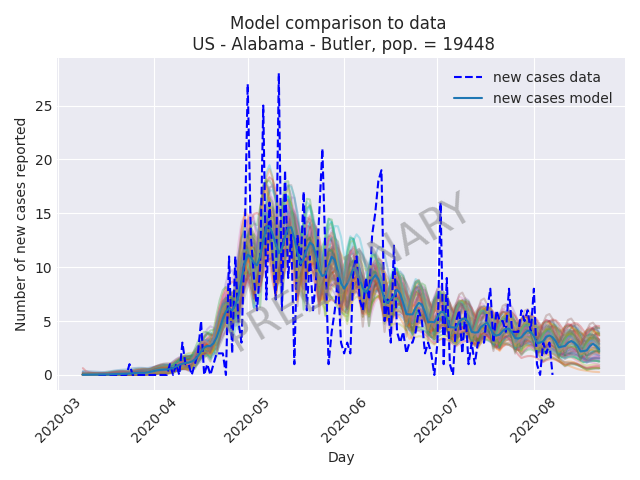 Model comparison to data
US - Alabama - Butler, pop. = 19448
new cases data
new cases model
Number of new cases reported
25
20
15
10
5
0
PRELIMINARY
2020-03
2020-04
2020-05
2020-06
2020-07
2020-08
Day